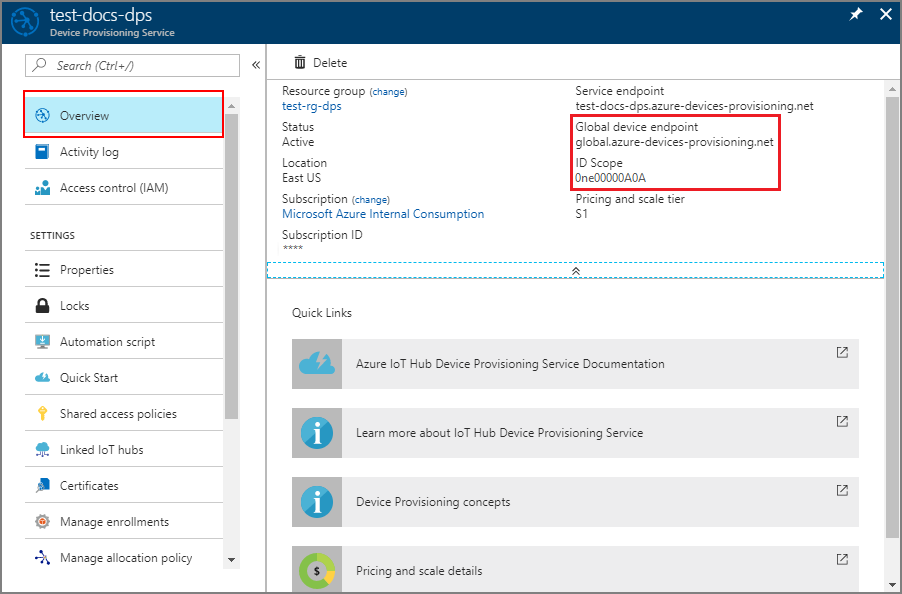 test-docs-dps
Device Provisioning Service
Search (Ctrl+/)
Overview
Activity log
Access control (IAM)
SETTINGS
Properties
Locks
Automation script
Quick Start
Shared access policies
Linked IoT hubs
Certificates
Manage enrollments
Manage allocation policy
Delete
Resource group (change)
test-rg-dps
Status
Active
Location
East US
Subscription (change)
Microsoft Azure Internal Consumption
Subscription ID
****
Service endpoint
test-docs-dps.azure-devices-provisioning.net
Global device endpoint
global.azure-devices-provisioning.net
ID Scope
0ne00000A0A
Pricing and scale tier
S1
Quick Links
Azure IoT Hub Device Provisioning Service Documentation
Learn more about IoT Hub Device Provisioning Service
Device Provisioning concepts
Pricing and scale details